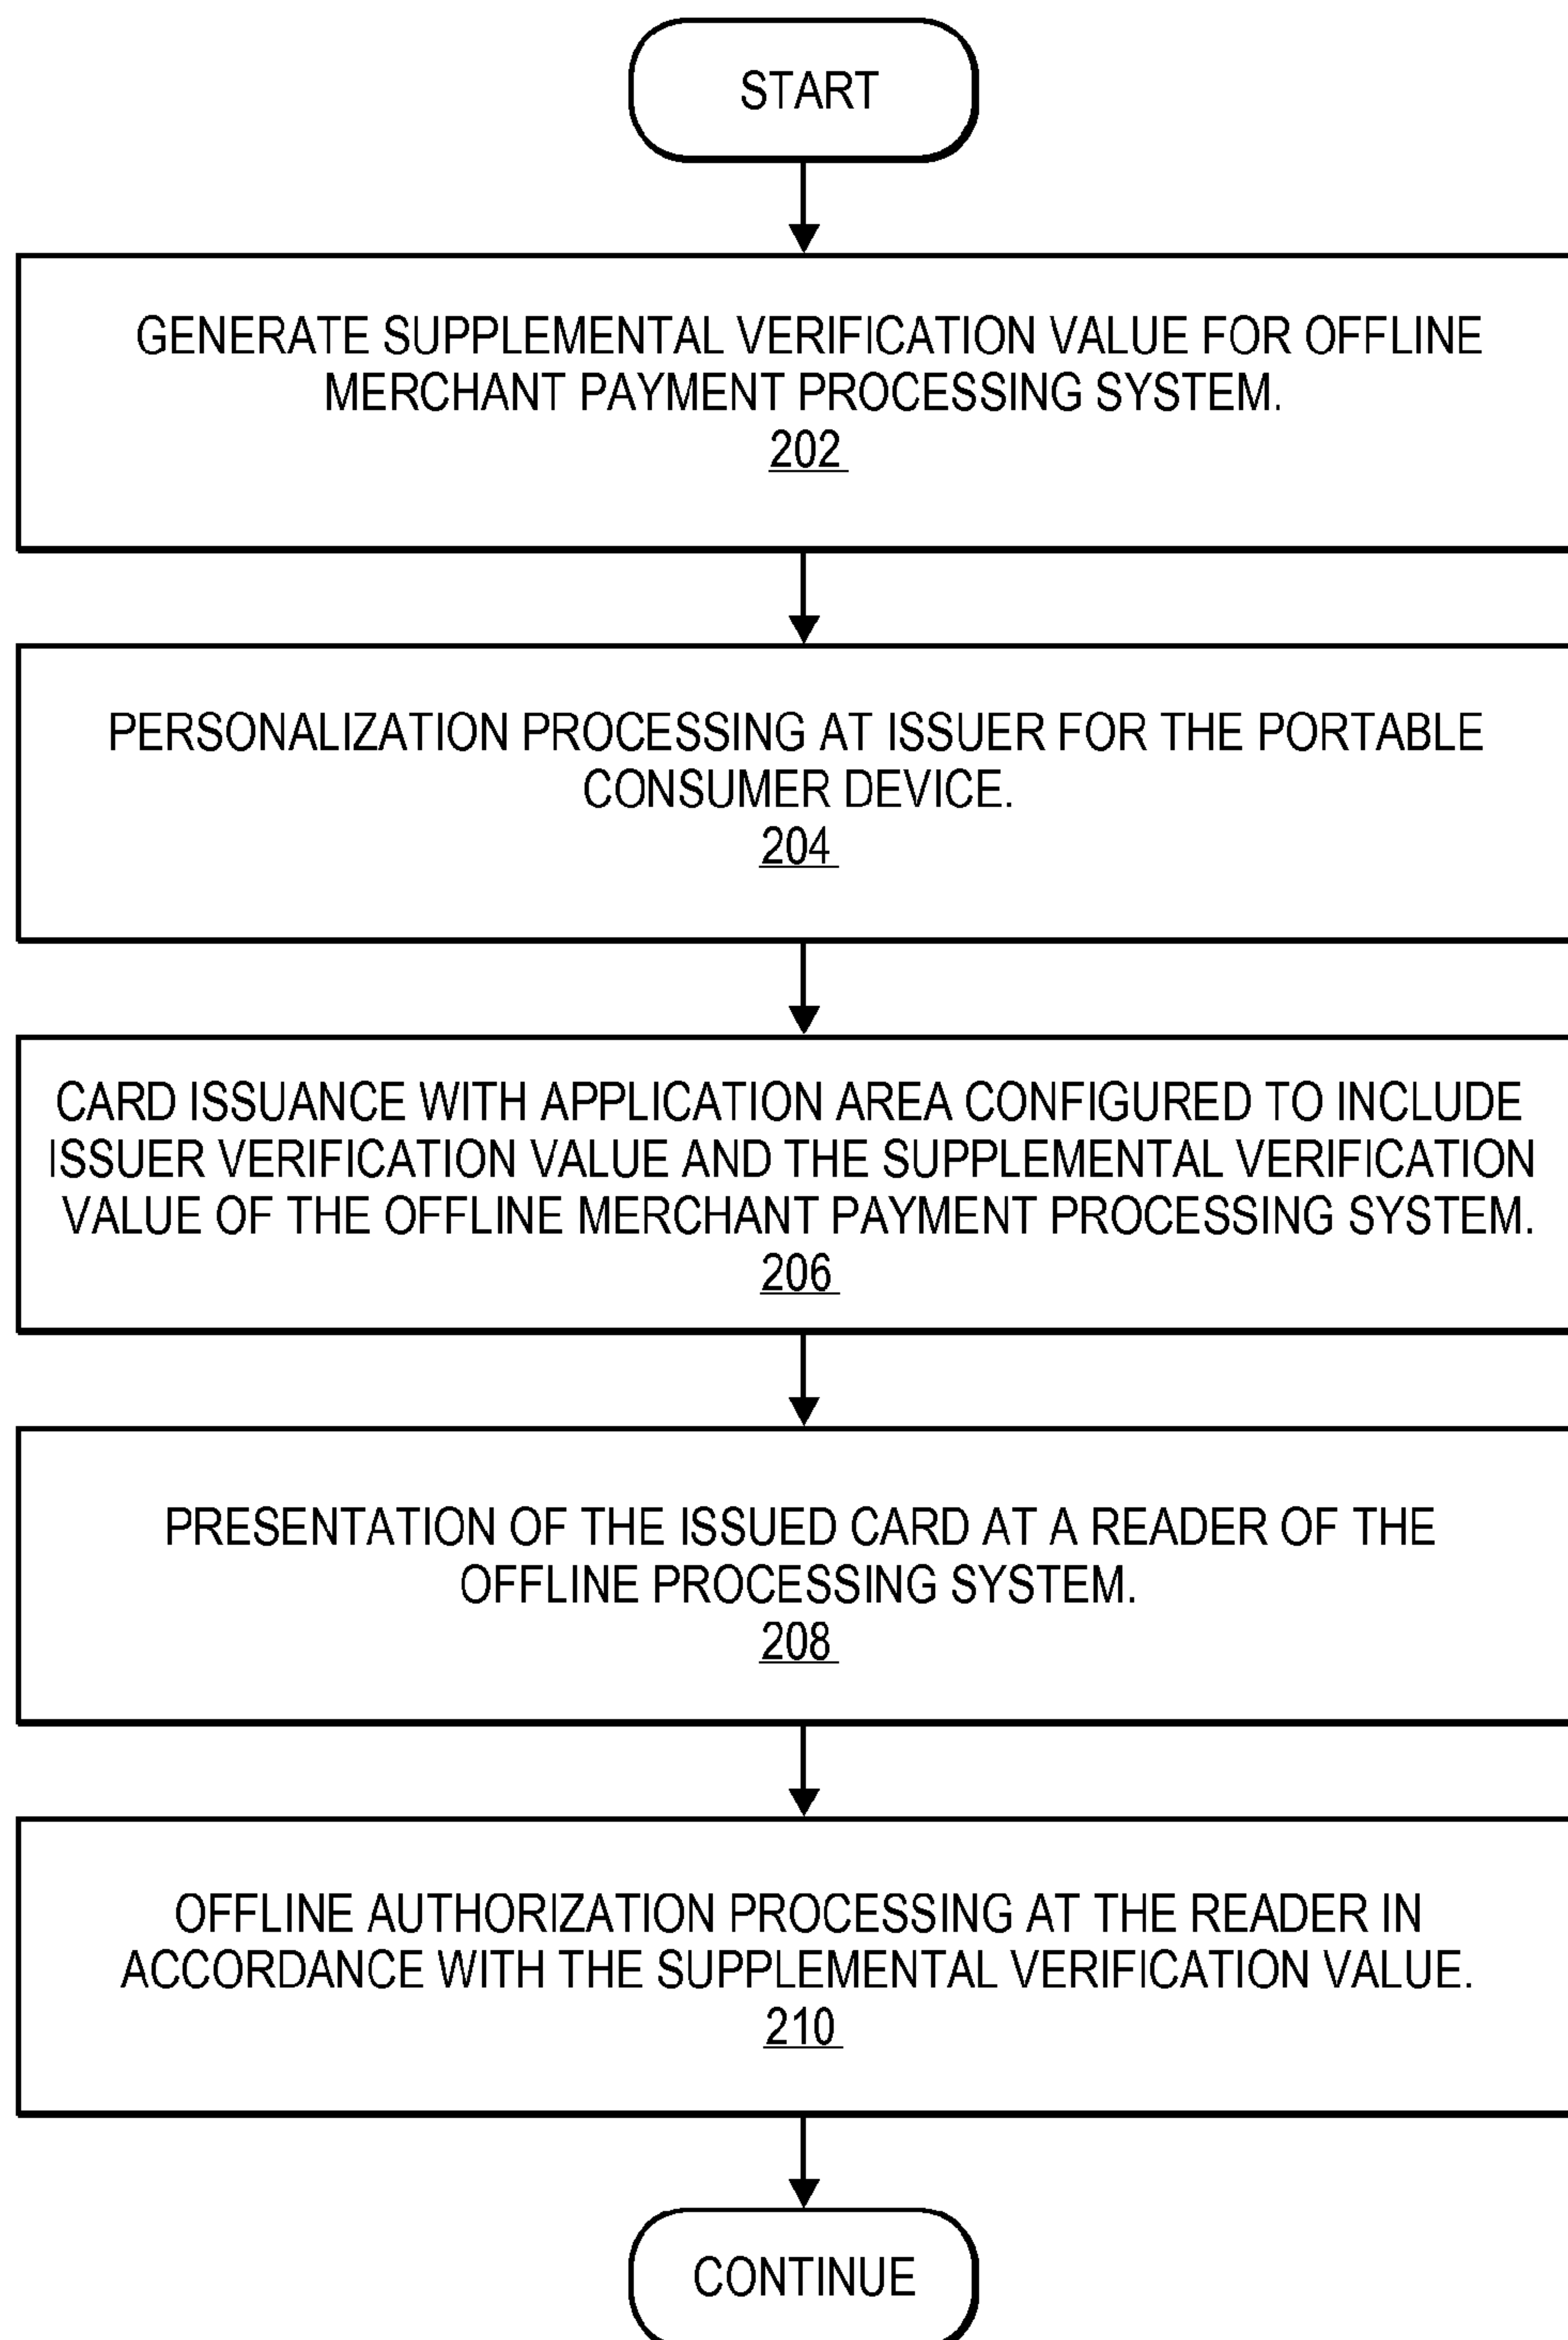 START
GENERATE SUPPLEMENTAL VERIFICATION VALUE FOR OFFLINE
MERCHANT PAYMENT PROCESSING SYSTEM.
202
PERSONALIZATION PROCESSING AT ISSUER FOR THE PORTABLE
CONSUMER DEVICE.
204
CARD ISSUANCE WITH APPLICATION AREA CONFIGURED TO INCLUDE
ISSUER VERIFICATION VALUE AND THE SUPPLEMENTAL VERIFICATION
VALUE OF THE OFFLINE MERCHANT PAYMENT PROCESSING SYSTEM.
206
PRESENTATION OF THE ISSUED CARD AT A READER OF THE
OFFLINE PROCESSING SYSTEM.
208
OFFLINE AUTHORIZATION PROCESSING AT THE READER IN
ACCORDANCE WITH THE SUPPLEMENTAL VERIFICATION VALUE.
210
CONTINUE